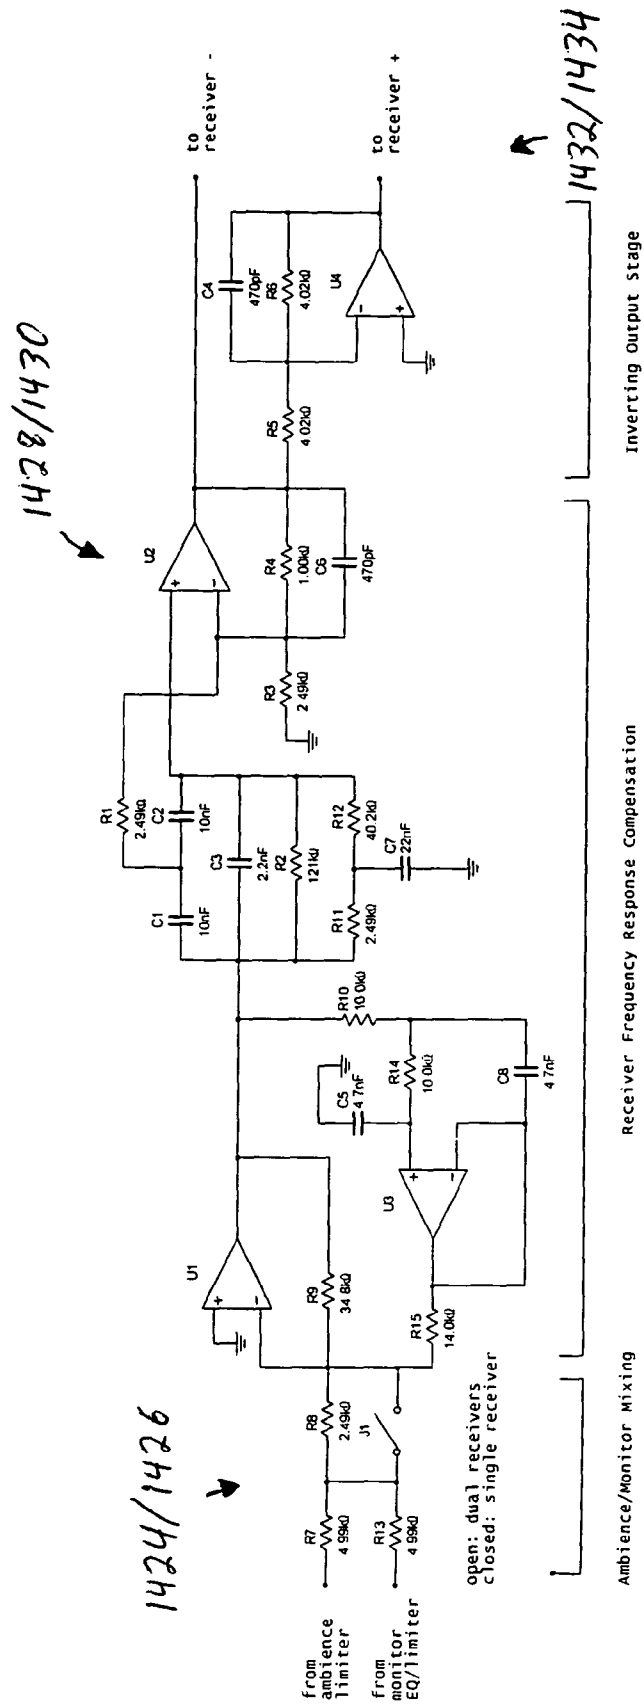 1424/1426
1428/1430
1432/1434
from
ambience
limiter
from
monitor
EQ/limiter
R7
4.99kΩ
R13
4.99kΩ
R8
2.49kΩ
J1
open: dual receivers
closed: single receiver
U1
+
-
R9
34.8kΩ
R15
14.0kΩ
U3
+
-
C5
4.7nF
R14
10.0kΩ
R10
10.0kΩ
C8
4.7nF
C1
10nF
C2
10nF
R1
2.49kΩ
C3
2.2nF
R2
121kΩ
R11
2.49kΩ
R12
40.2kΩ
C7
22nF
U2
+
-
R3
2.49kΩ
R4
1.00kΩ
C6
470pF
R5
4.02kΩ
C4
470pF
R6
4.02kΩ
U4
-
+
to
receiver -
to
receiver +
Ambience/Monitor Mixing
Receiver Frequency Response Compensation
Inverting Output Stage